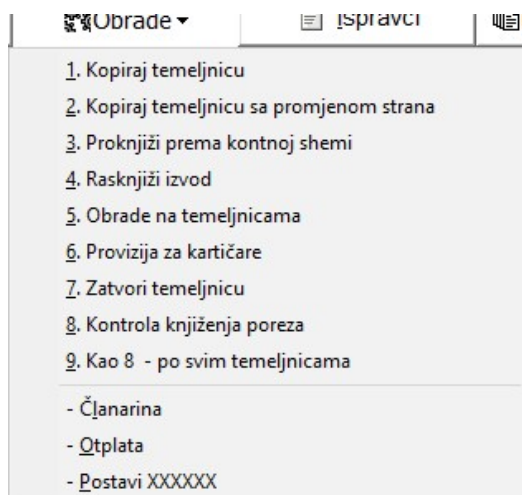 Obrade
Ispravci
1. Kopiraj temeljnicu
2. Kopiraj temeljnicu sa promjenom strana
3. Proknjiži prema kontnoj shemi
4. Rasknjiži izvod
5. Obrade na temeljnicama
6. Provizija za kartičare
7. Zatvori temeljnicu
8. Kontrola knjiženja poreza
9. Kao 8 - po svim temeljnicama
- Članarina
- Otplata
- Postavi XXXXXX